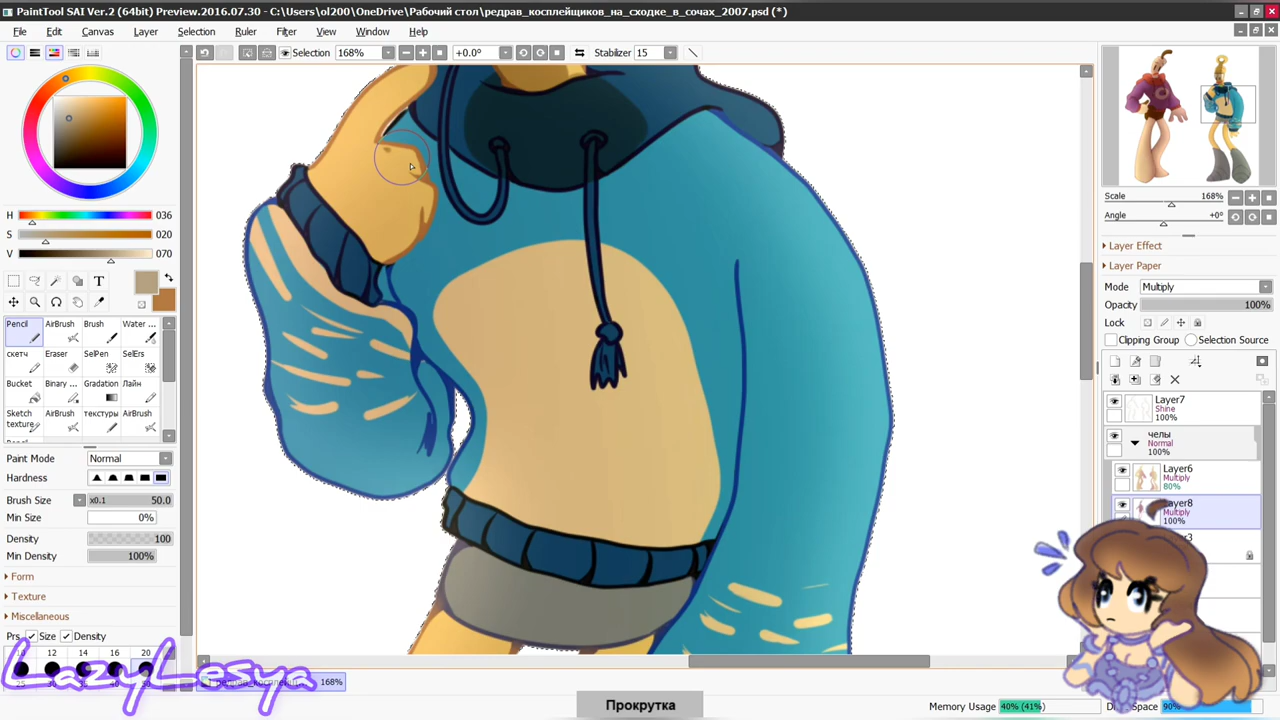 PaintTool SAI Ver.2 (64bit) Preview.2016.07.30 - C:\Users\ol200\OneDrive\Рабочий стол\редрав_косплейщиков_на_сходке_в_сочах_2007.psd (*)
File Edit Canvas Layer Selection Ruler Filter View Window Help
Selection 168% +0.0° Stabilizer 15
H 036
S 020
V 070
T
Pencil AirBrush Brush Water ...
скетч Eraser SelPen SelErs
Bucket Binary ... Gradation Лайн
Sketch texture AirBrush текстуры AirBrush
Paint Mode Normal
Hardness
Brush Size x0.1 50.0
Min Size 0%
Density 100
Min Density 100%
Form
Texture
Miscellaneous
Prs Size Density
10 12 14 16 20
LazyLesya
168%
Прокрутка
Memory Usage 40% (41%)
Space 90%
Scale 168%
Angle +0°
Layer Effect
Layer Paper
Mode Multiply
Opacity 100%
Lock
Clipping Group Selection Source
Layer7
Shine
100%
челы
Normal
100%
Layer6
Multiply
80%
Layer8
Multiply
100%